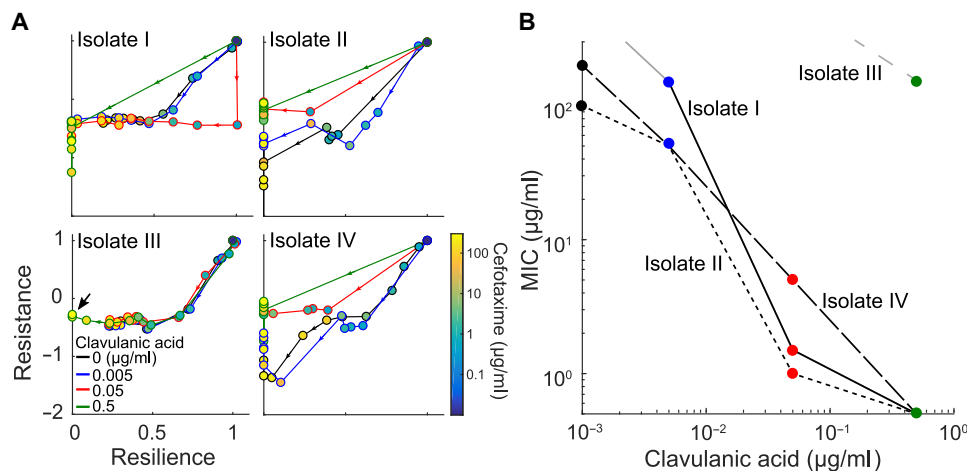 A
Isolate I
Isolate II
Isolate III
Isolate IV
1
0
−1
−2
Resistance
0
0.5
1
Resilience
Clavulanic acid
0 (μg/ml)
0.005
0.05
0.5
100
10
1
0.1
Cefotaxime (μg/ml)
B
Isolate I
Isolate II
Isolate III
Isolate IV
10²
10¹
10⁰
MIC (μg/ml)
10⁻³
10⁻²
10⁻¹
10⁰
Clavulanic acid (μg/ml)